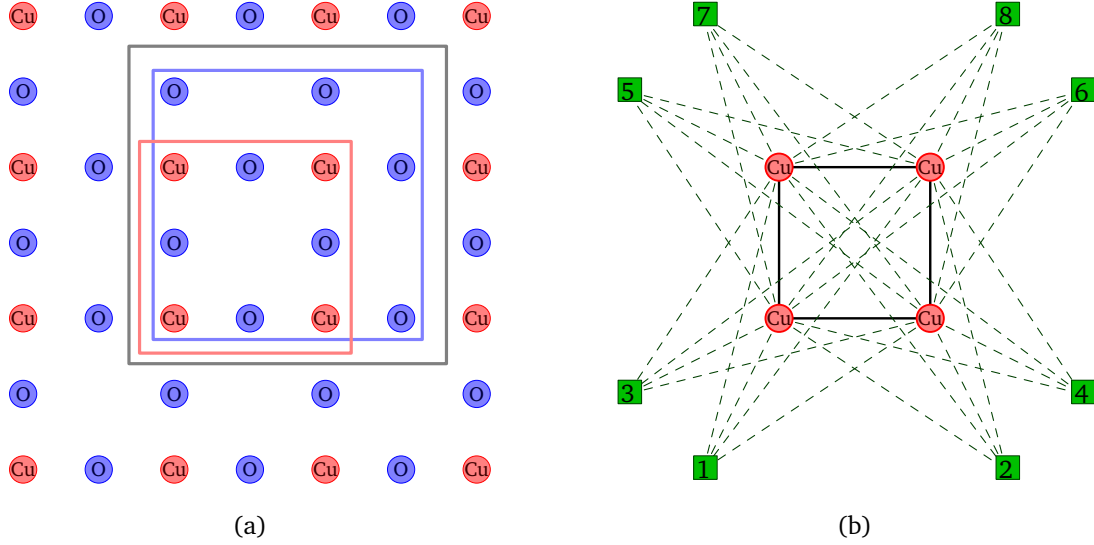 Cu O Cu O Cu O Cu
O O O O
Cu O Cu O Cu O Cu
O O O O
Cu O Cu O Cu O Cu
O O O O
Cu O Cu O Cu O Cu
(a)
7 8
5 6
Cu Cu
Cu Cu
3 4
1 2
(b)